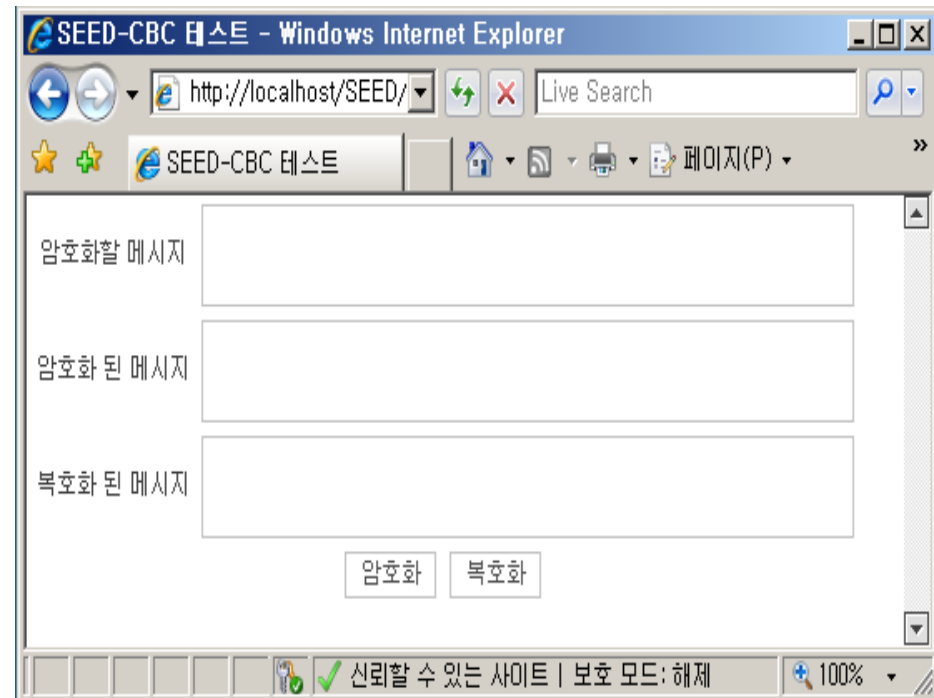 SEED-CBC 테스트 - Windows Internet Explorer
http://localhost/SEED/
Live Search
SEED-CBC 테스트
페이지(P)
»
암호화할 메시지
암호화 된 메시지
복호화 된 메시지
암호화 복호화
신뢰할 수 있는 사이트 | 보호 모드: 해제
100%